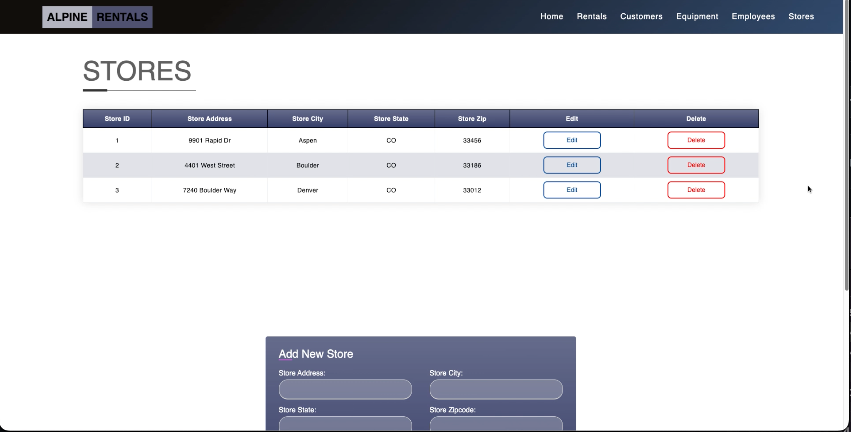 ALPINE RENTALS Home Rentals Customers Equipment Employees Stores
STORES
Store ID Store Address Store City Store State Store Zip Edit Delete
1 9901 Rapid Dr Aspen CO 33456 Edit Delete
2 4401 West Street Boulder CO 33186 Edit Delete
3 7240 Boulder Way Denver CO 33012 Edit Delete
Add New Store
Store Address: Store City:
Store State: Store Zipcode: